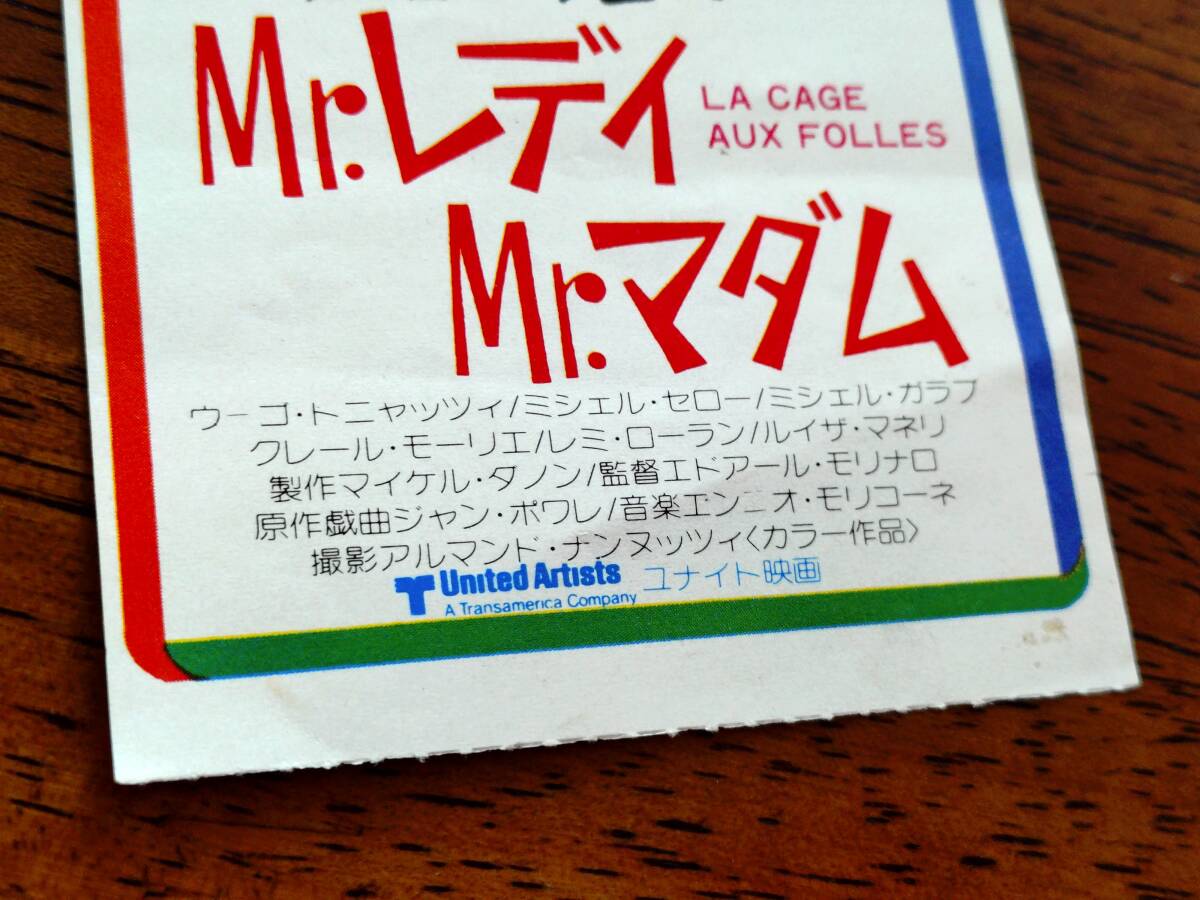 Mr.レディ
LA CAGE
AUX FOLLES
Mr.マダム
ウーゴ・トニャッツィ/ミシェル・セロー/ミシェル・ガラブ
クレール・モーリエ/レミ・ローラン/ルイザ・マネリ
製作マイケル・ダノン/監督エドアール・モリナロ
原作戯曲ジャン・ポワレ/音楽エンニオ・モリコーネ
撮影アルマンド・ナンヌッツィ〈カラー作品〉
United Artists ユナイト映画
A Transamerica Company